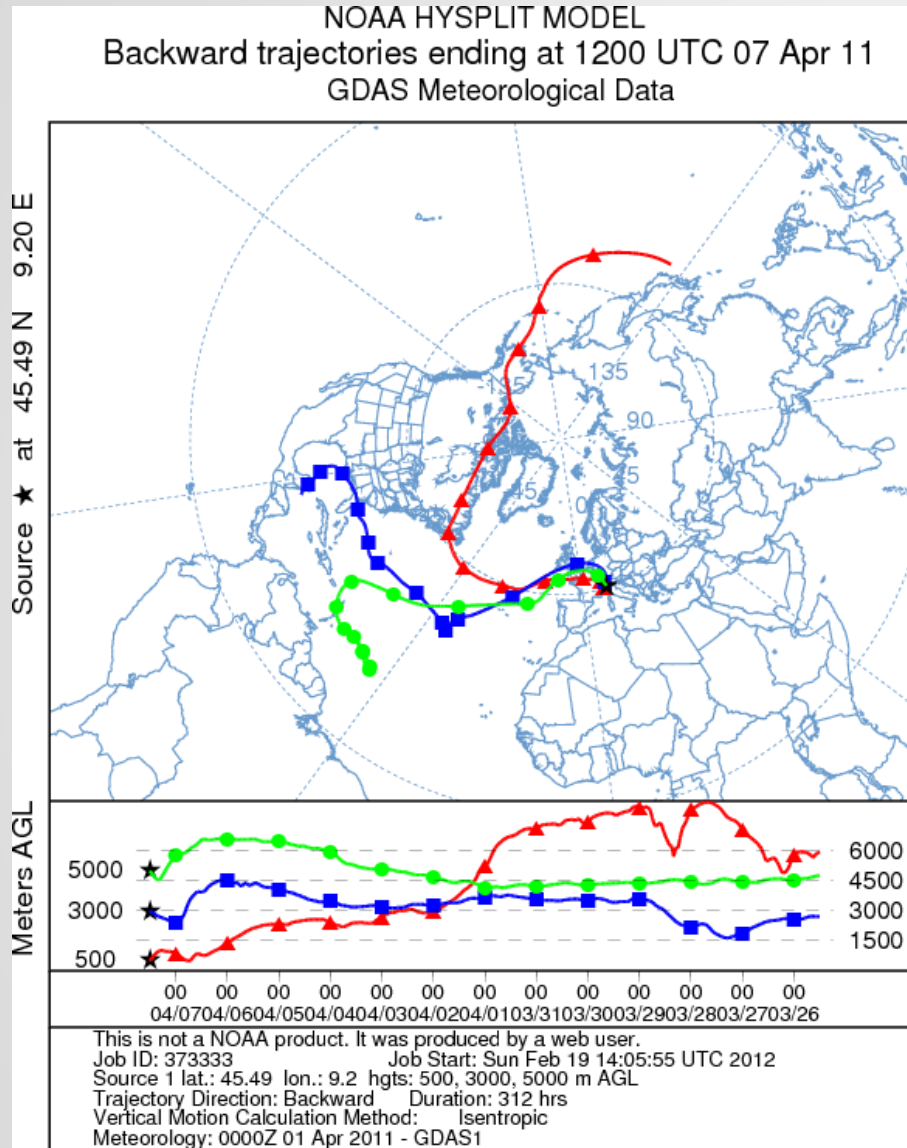 NOAA HYSPLIT MODEL
Backward trajectories ending at 1200 UTC 07 Apr 11
GDAS Meteorological Data
Source ★ at 45.49 N 9.20 E
135
90
45
0
Meters AGL
5000
3000
500
6000
4500
3000
1500
00 00 00 00 00 00 00 00 00 00 00 00 00
04/07 04/06 04/05 04/04 04/03 04/02 04/01 03/31 03/30 03/29 03/28 03/27 03/26
This is not a NOAA product. It was produced by a web user.
Job ID: 373333 Job Start: Sun Feb 19 14:05:55 UTC 2012
Source 1 lat.: 45.49 lon.: 9.2 hgts: 500, 3000, 5000 m AGL
Trajectory Direction: Backward Duration: 312 hrs
Vertical Motion Calculation Method: Isentropic
Meteorology: 0000Z 01 Apr 2011 - GDAS1